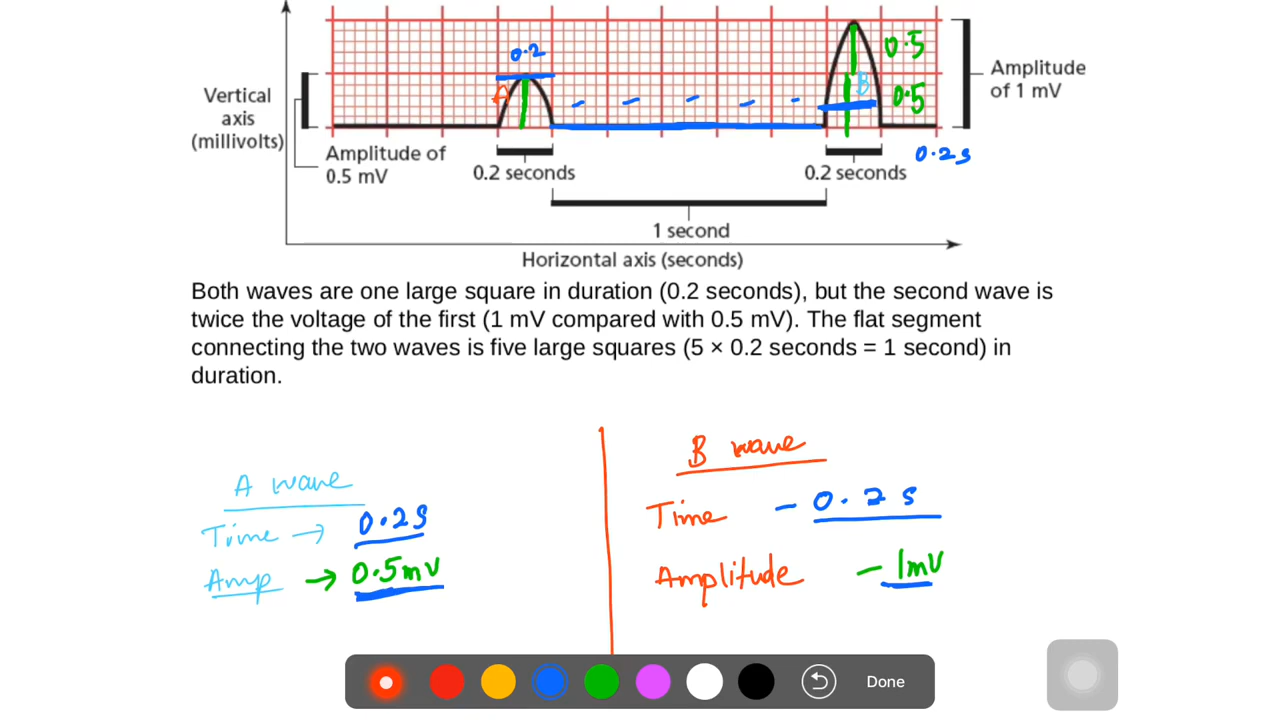 0.2
A
B
0.5
0.5
Amplitude
of 1 mV
Vertical
axis
(millivolts)
Amplitude of
0.5 mV
0.2 seconds
0.2 seconds
0.2s
1 second
Horizontal axis (seconds)
Both waves are one large square in duration (0.2 seconds), but the second wave is
twice the voltage of the first (1 mV compared with 0.5 mV). The flat segment
connecting the two waves is five large squares (5 × 0.2 seconds = 1 second) in
duration.
A wave
Time → 0.2s
Amp → 0.5mV
B wave
Time - 0.2 s
Amplitude - 1mV
Done